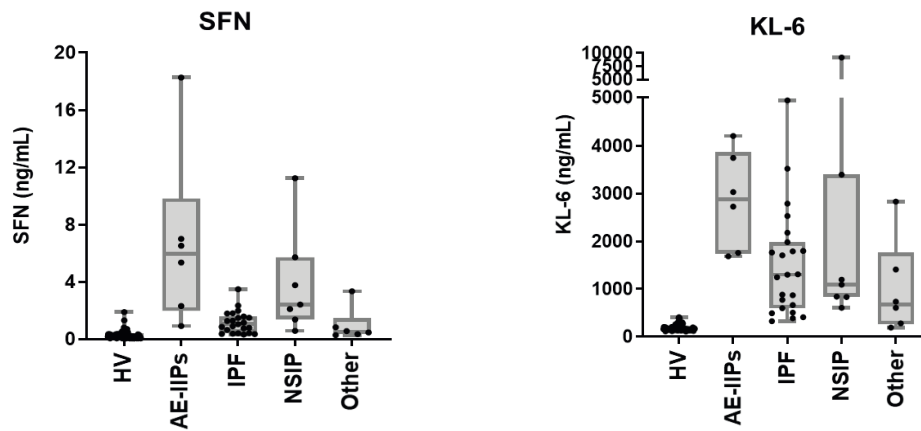 SFN
20
16
12
8
4
0
SFN (ng/mL)
HV
AE-IIPs
IPF
NSIP
Other
KL-6
10000
7500
5000
5000
4000
3000
2000
1000
0
KL-6 (ng/mL)
HV
AE-IIPs
IPF
NSIP
Other